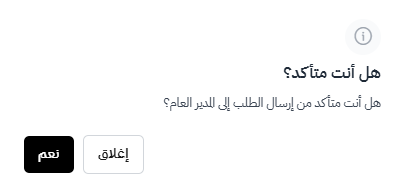 هل أنت متأكد؟
هل أنت متأكد من إرسال الطلب إلى المدير العام؟
إغلاق
نعم